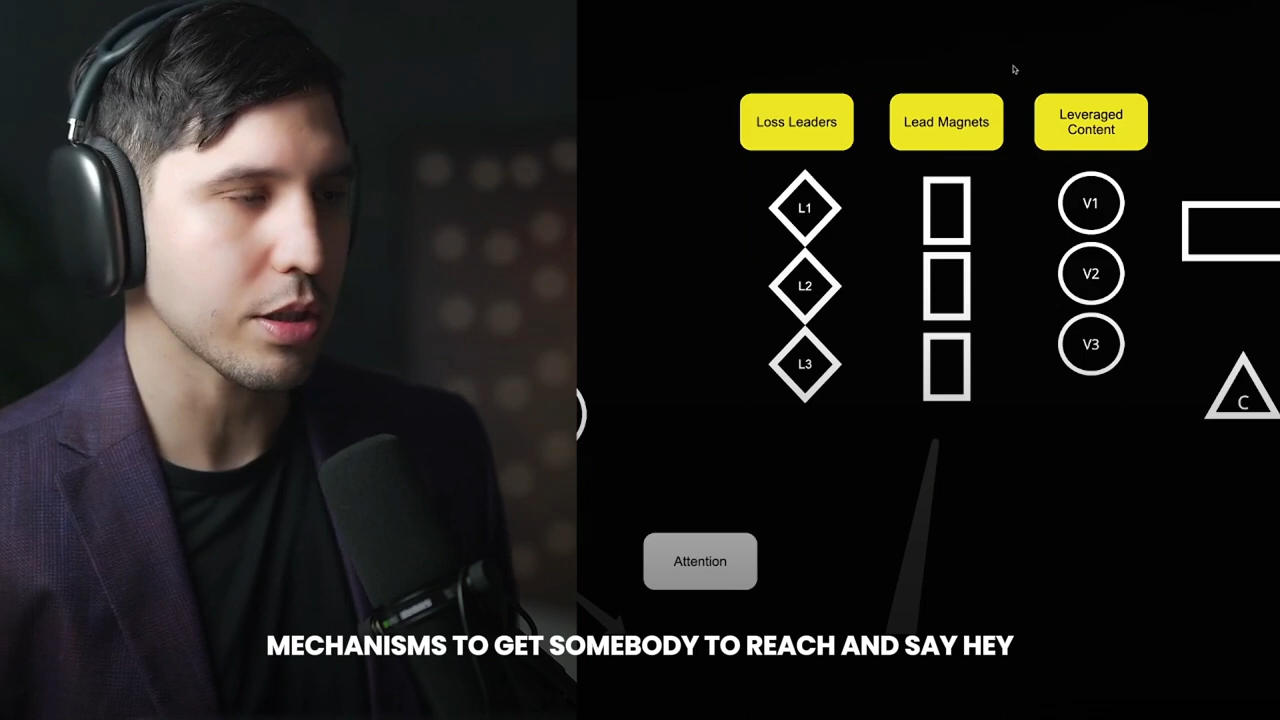 Loss Leaders
Lead Magnets
Leveraged
Content
L1
V1
L2
V2
L3
V3
C
Attention
MECHANISMS TO GET SOMEBODY TO REACH AND SAY HEY